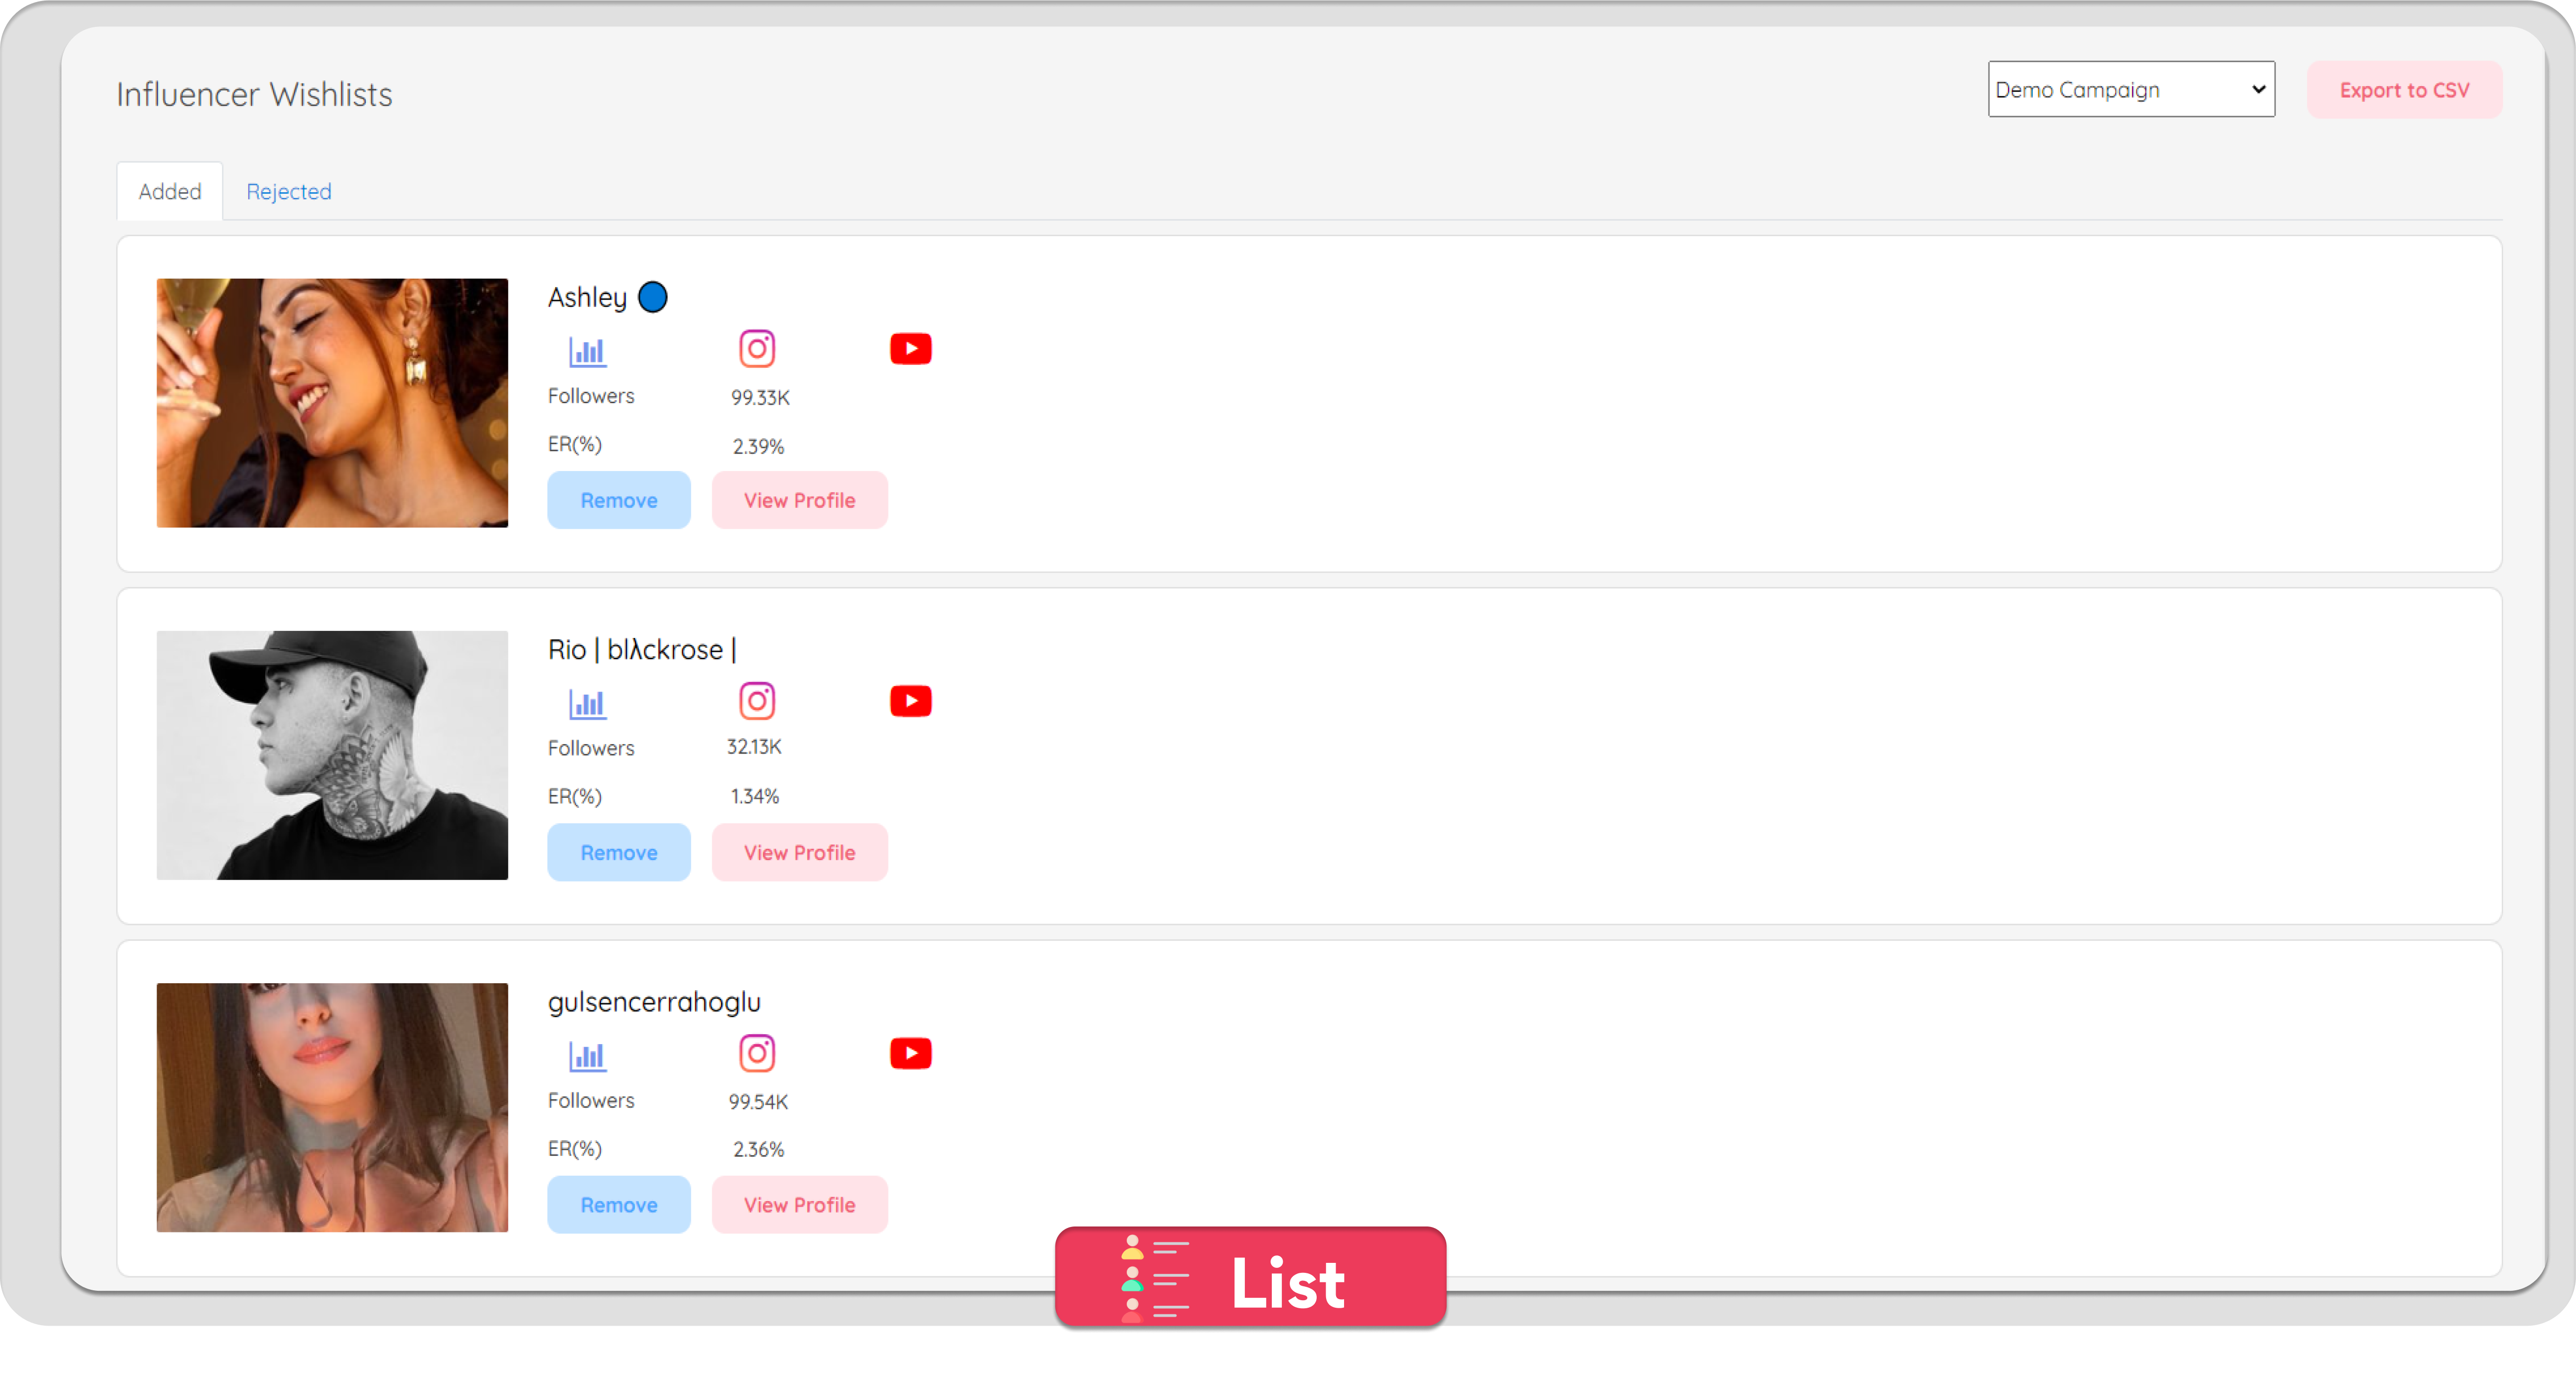 Influencer Wishlists
Demo Campaign
Export to CSV
Added
Rejected
Ashley
Followers 99.33K
ER(%) 2.39%
Remove View Profile
Rio | blλckrose |
Followers 32.13K
ER(%) 1.34%
Remove View Profile
gulsencerrahoglu
Followers 99.54K
ER(%) 2.36%
Remove View Profile
List